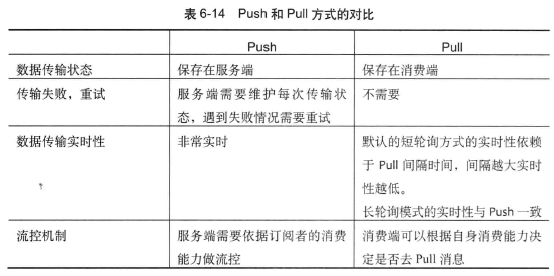 表 6-14 Push 和 Pull 方式的对比
Push Pull
数据传输状态 保存在服务端 保存在消费端
传输失败，重试 服务端需要维护每次传输状 不需要
态，遇到失败情况需要重试
数据传输实时性 非常实时 默认的短轮询方式的实时性依赖
于 Pull 间隔时间，间隔越大实时
性越低。
长轮询模式的实时性与 Push 一致
流控机制 服务端需要依据订阅者的消费 消费端可以根据自身消费能力决
能力做流控 定是否去 Pull 消息